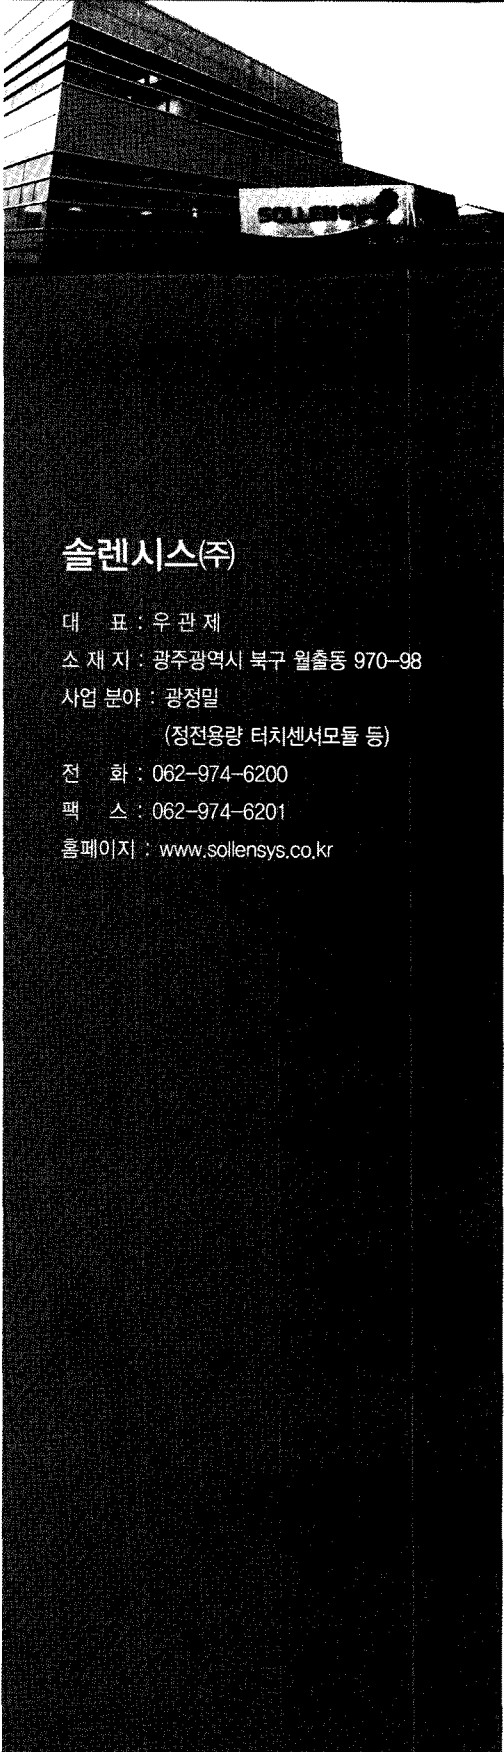 SOLLENSYS
솔렌시스㈜
대 표 : 우 관 제
소 재 지 : 광주광역시 북구 월출동 970-98
사업 분야 : 광정밀
(정전용량 터치센서모듈 등)
전 화 : 062-974-6200
팩 스 : 062-974-6201
홈페이지 : www.sollensys.co.kr